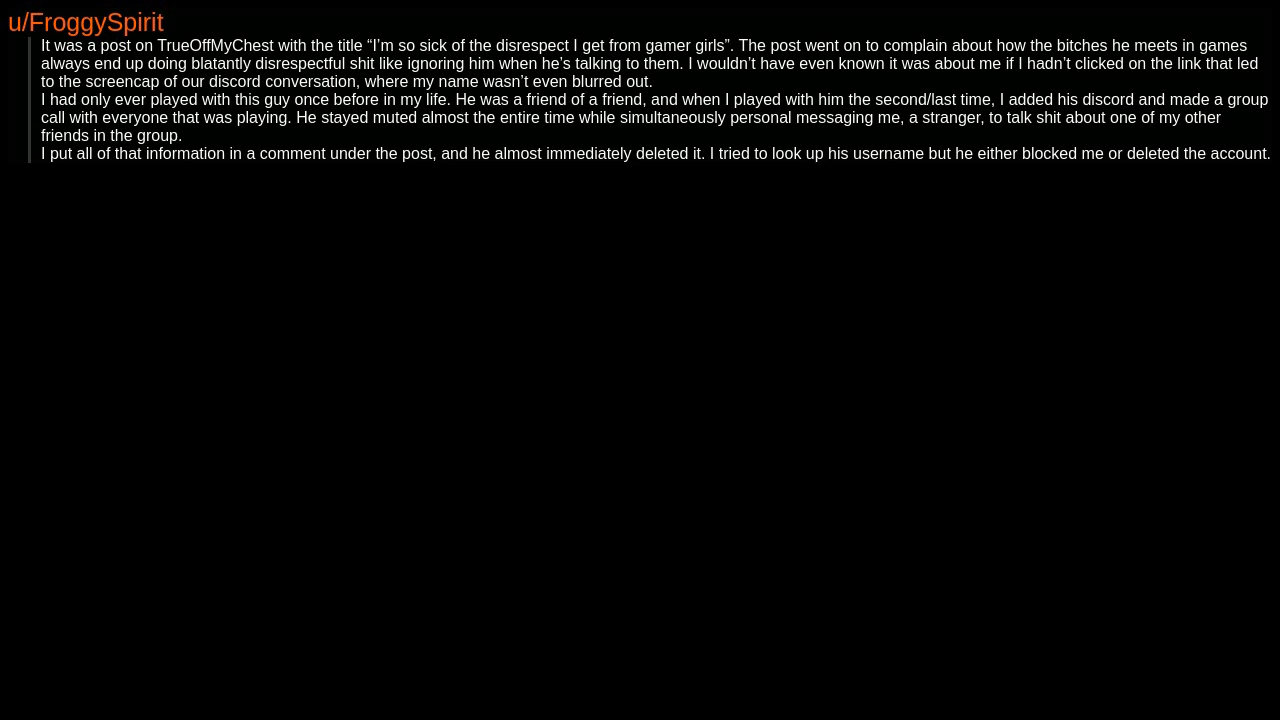 u/FroggySpirit
It was a post on TrueOffMyChest with the title “I’m so sick of the disrespect I get from gamer girls”. The post went on to complain about how the bitches he meets in games
always end up doing blatantly disrespectful shit like ignoring him when he’s talking to them. I wouldn’t have even known it was about me if I hadn’t clicked on the link that led
to the screencap of our discord conversation, where my name wasn’t even blurred out.
I had only ever played with this guy once before in my life. He was a friend of a friend, and when I played with him the second/last time, I added his discord and made a group
call with everyone that was playing. He stayed muted almost the entire time while simultaneously personal messaging me, a stranger, to talk shit about one of my other
friends in the group.
I put all of that information in a comment under the post, and he almost immediately deleted it. I tried to look up his username but he either blocked me or deleted the account.